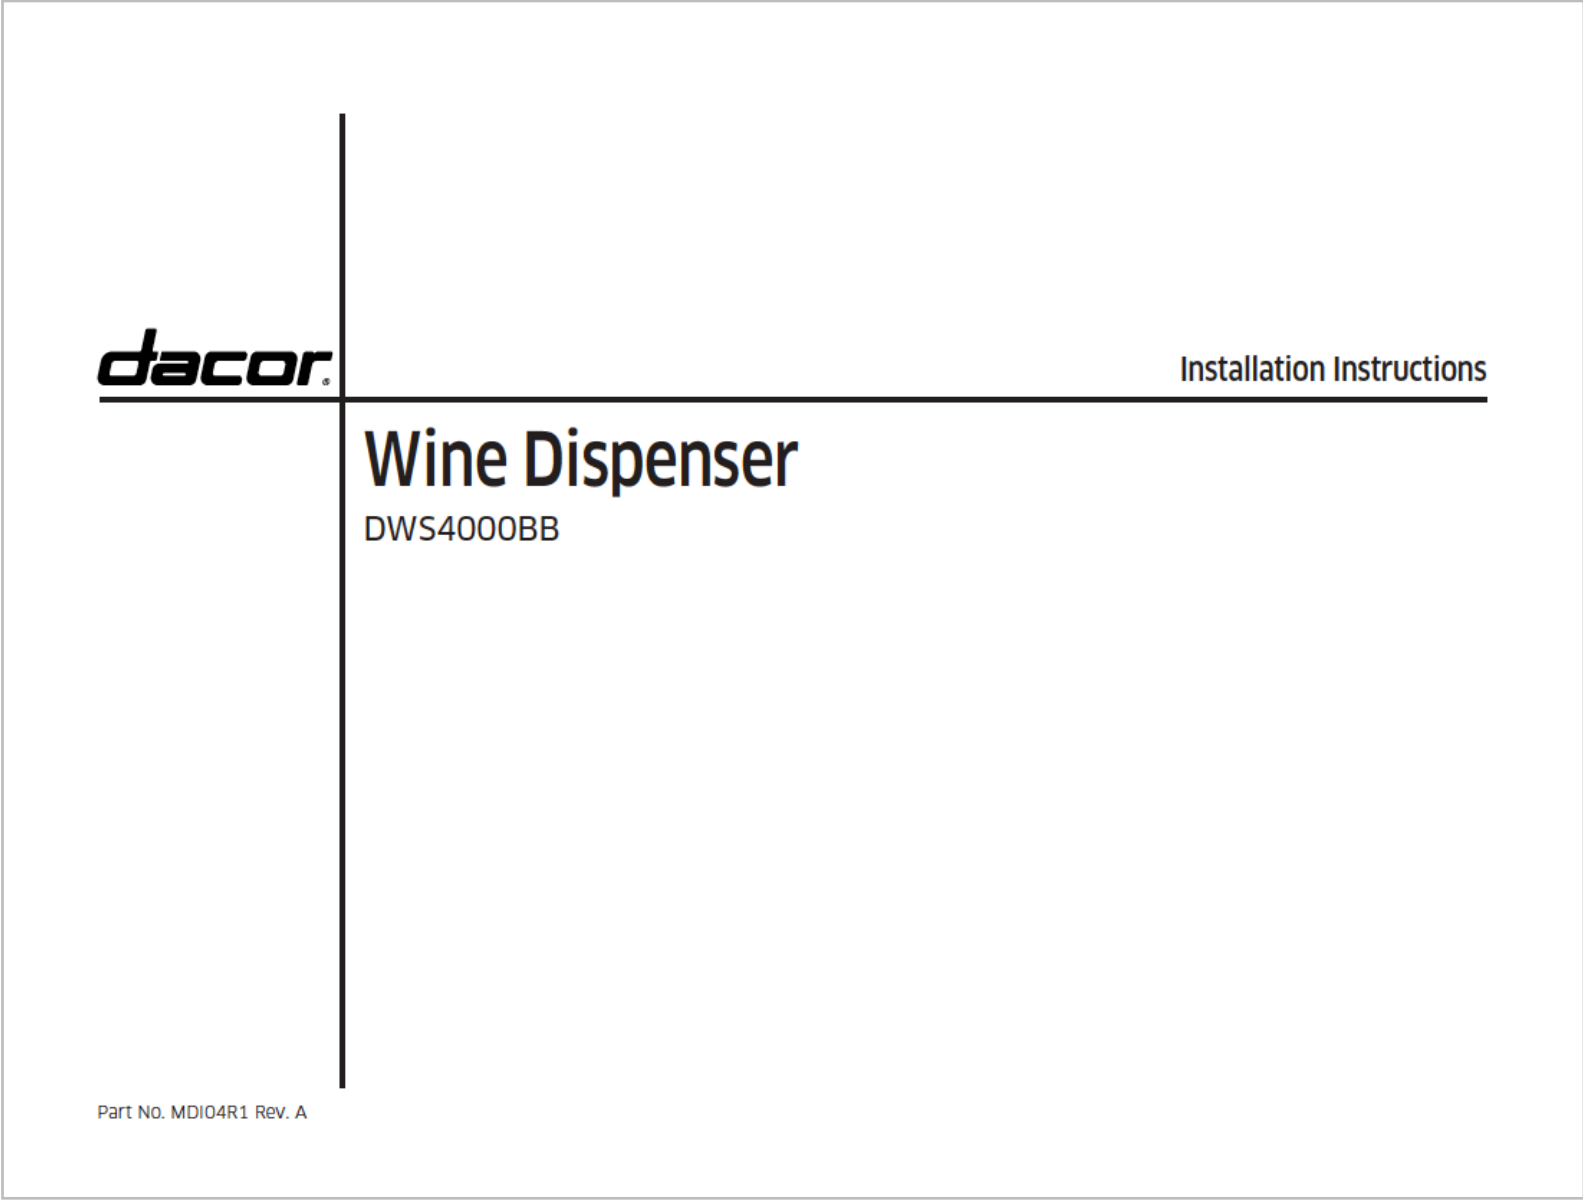 dacor®
Installation Instructions
Wine Dispenser
DWS4000BB
Part No. MDI04R1 Rev. A